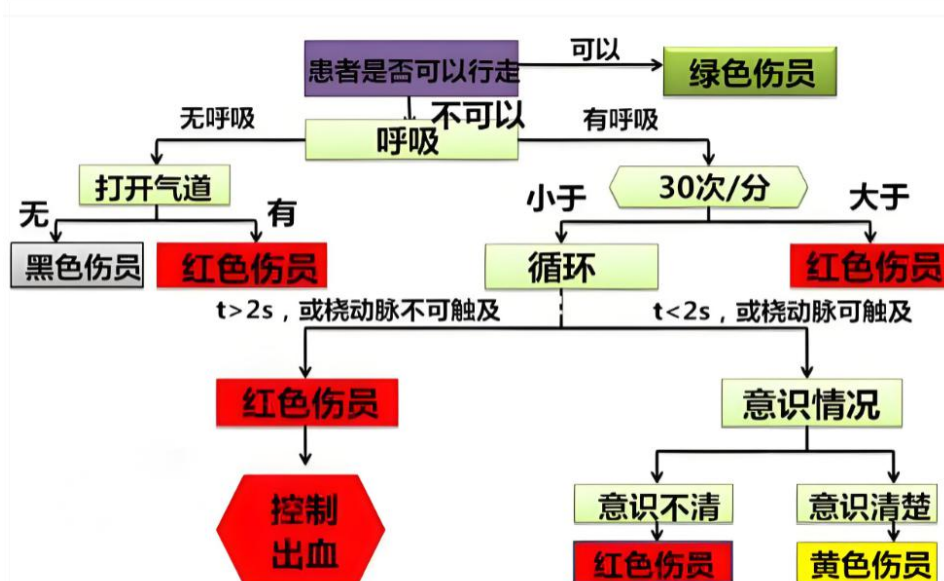 患者是否可以行走
可以
绿色伤员
不可以
无呼吸
呼吸
有呼吸
打开气道
30次/分
无
有
小于
大于
黑色伤员
红色伤员
循环
红色伤员
t>2s，或桡动脉不可触及
t<2s，或桡动脉可触及
红色伤员
意识情况
控制
出血
意识不清
意识清楚
红色伤员
黄色伤员